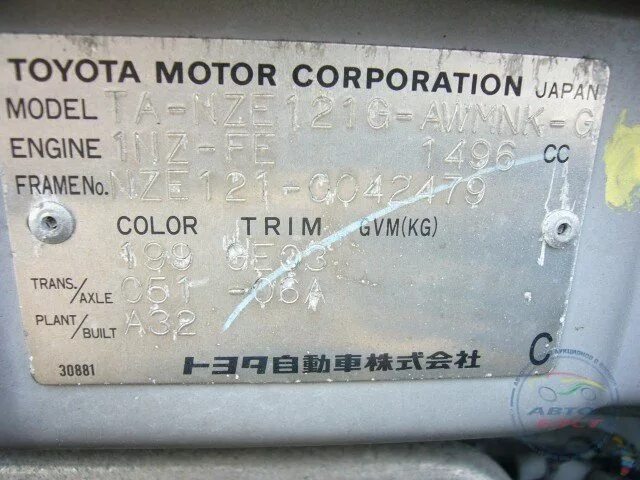 TOYOTA MOTOR CORPORATION JAPAN
MODEL TA-NZE121G-AWMNK-G
ENGINE 1NZ-FE 1496 CC
FRAME No. NZE121-0042479
COLOR TRIM GVM(KG)
199
TRANS./AXLE C51 -06A
PLANT/BUILT A32
30881 トヨタ自動車株式会社 C
АВТО